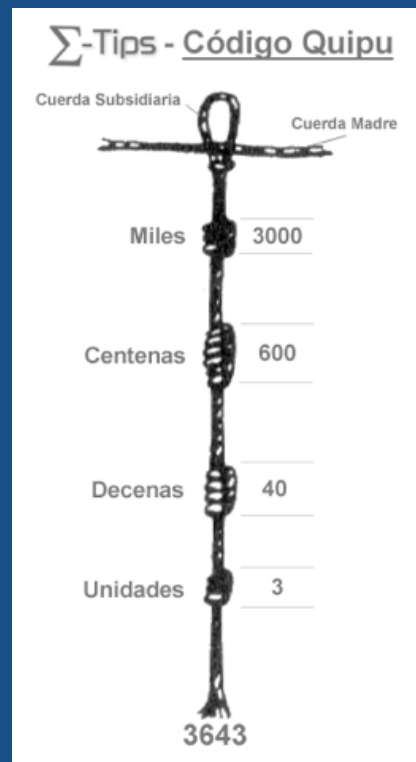 Σ-Tips - Código Quipu
Cuerda Subsidiaria
Cuerda Madre
Miles 3000
Centenas 600
Decenas 40
Unidades 3
3643